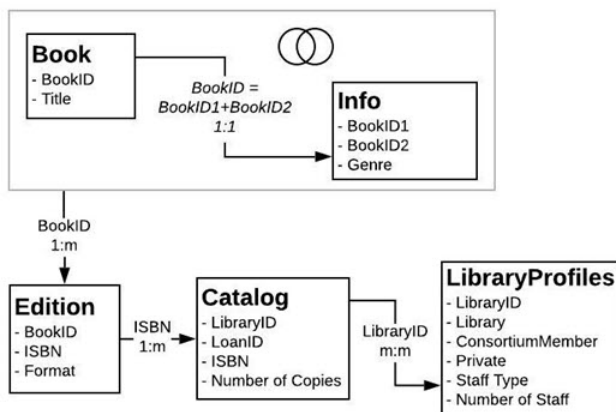 Book
- BookID
- Title
BookID =
BookID1+BookID2
1:1
Info
- BookID1
- BookID2
- Genre
BookID
1:m
Edition
- BookID
- ISBN
- Format
ISBN
1:m
Catalog
- LibraryID
- LoanID
- ISBN
- Number of Copies
LibraryID
m:m
LibraryProfiles
- LibraryID
- Library
- ConsortiumMember
- Private
- Staff Type
- Number of Staff